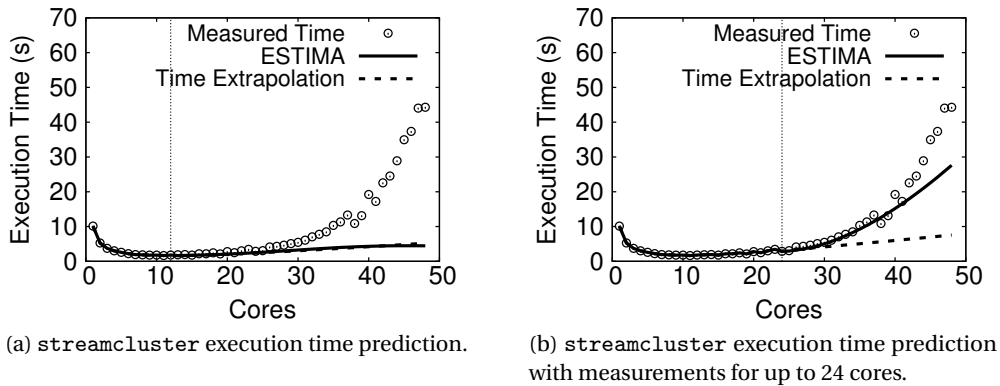 70
60
50
40
30
20
10
0
Execution Time (s)
Measured Time
ESTIMA
Time Extrapolation
0 10 20 30 40 50
Cores
(a) streamcluster execution time prediction.
70
60
50
40
30
20
10
0
Execution Time (s)
Measured Time
ESTIMA
Time Extrapolation
0 10 20 30 40 50
Cores
(b) streamcluster execution time prediction
with measurements for up to 24 cores.